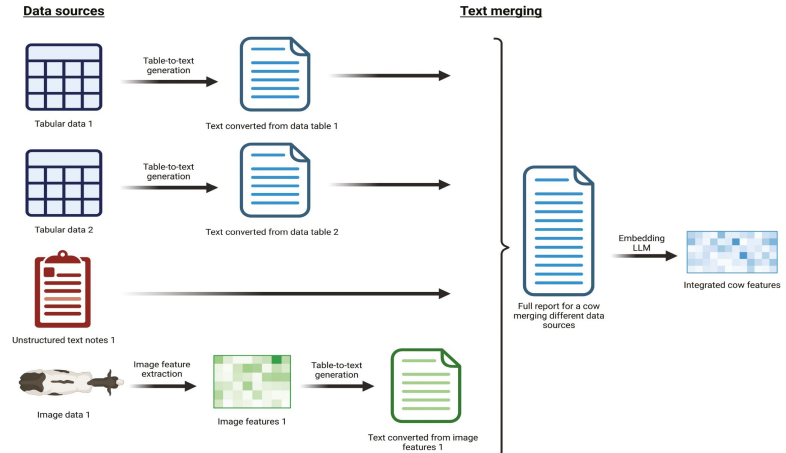 Data sources
Text merging
Table-to-text
generation
Tabular data 1
Text converted from data table 1
Table-to-text
generation
Tabular data 2
Text converted from data table 2
Unstructured text notes 1
Full report for a cow
merging different data
sources
Embedding
LLM
Integrated cow features
Image feature
extraction
Table-to-text
generation
Image data 1
Image features 1
Text converted from image
features 1